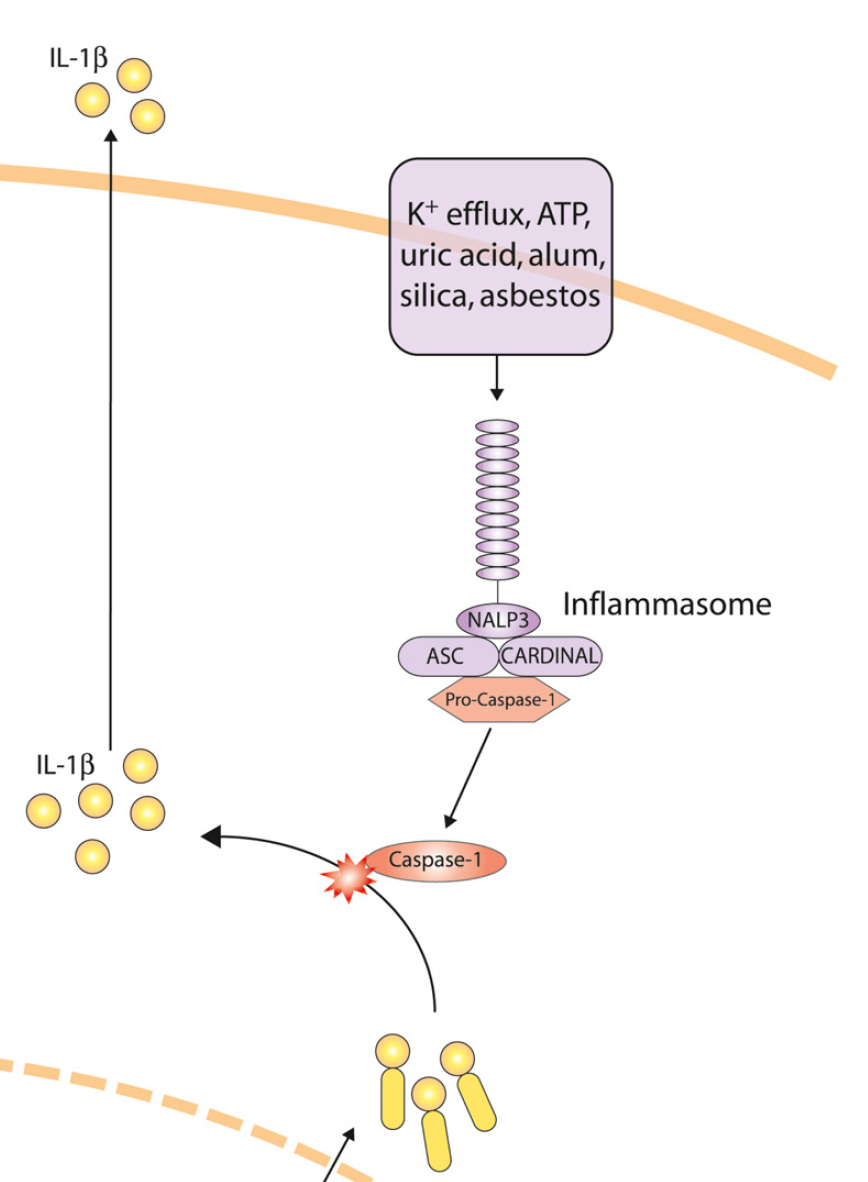 IL-1β
K⁺ efflux, ATP,
uric acid, alum,
silica, asbestos
Inflammasome
NALP3
ASC
CARDINAL
Pro-Caspase-1
IL-1β
Caspase-1